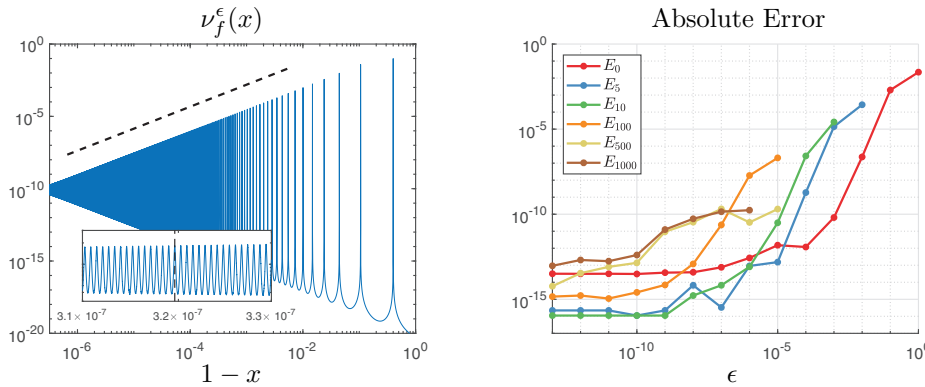 ν_f^ϵ(x)
10^0
10^-5
10^-10
10^-15
10^-20
3.1 × 10^-7
3.2 × 10^-7
3.3 × 10^-7
10^-6
10^-4
10^-2
10^0
1 − x
Absolute Error
10^0
10^-5
10^-10
10^-15
E_0
E_5
E_10
E_100
E_500
E_1000
10^-10
10^-5
10^0
ϵ